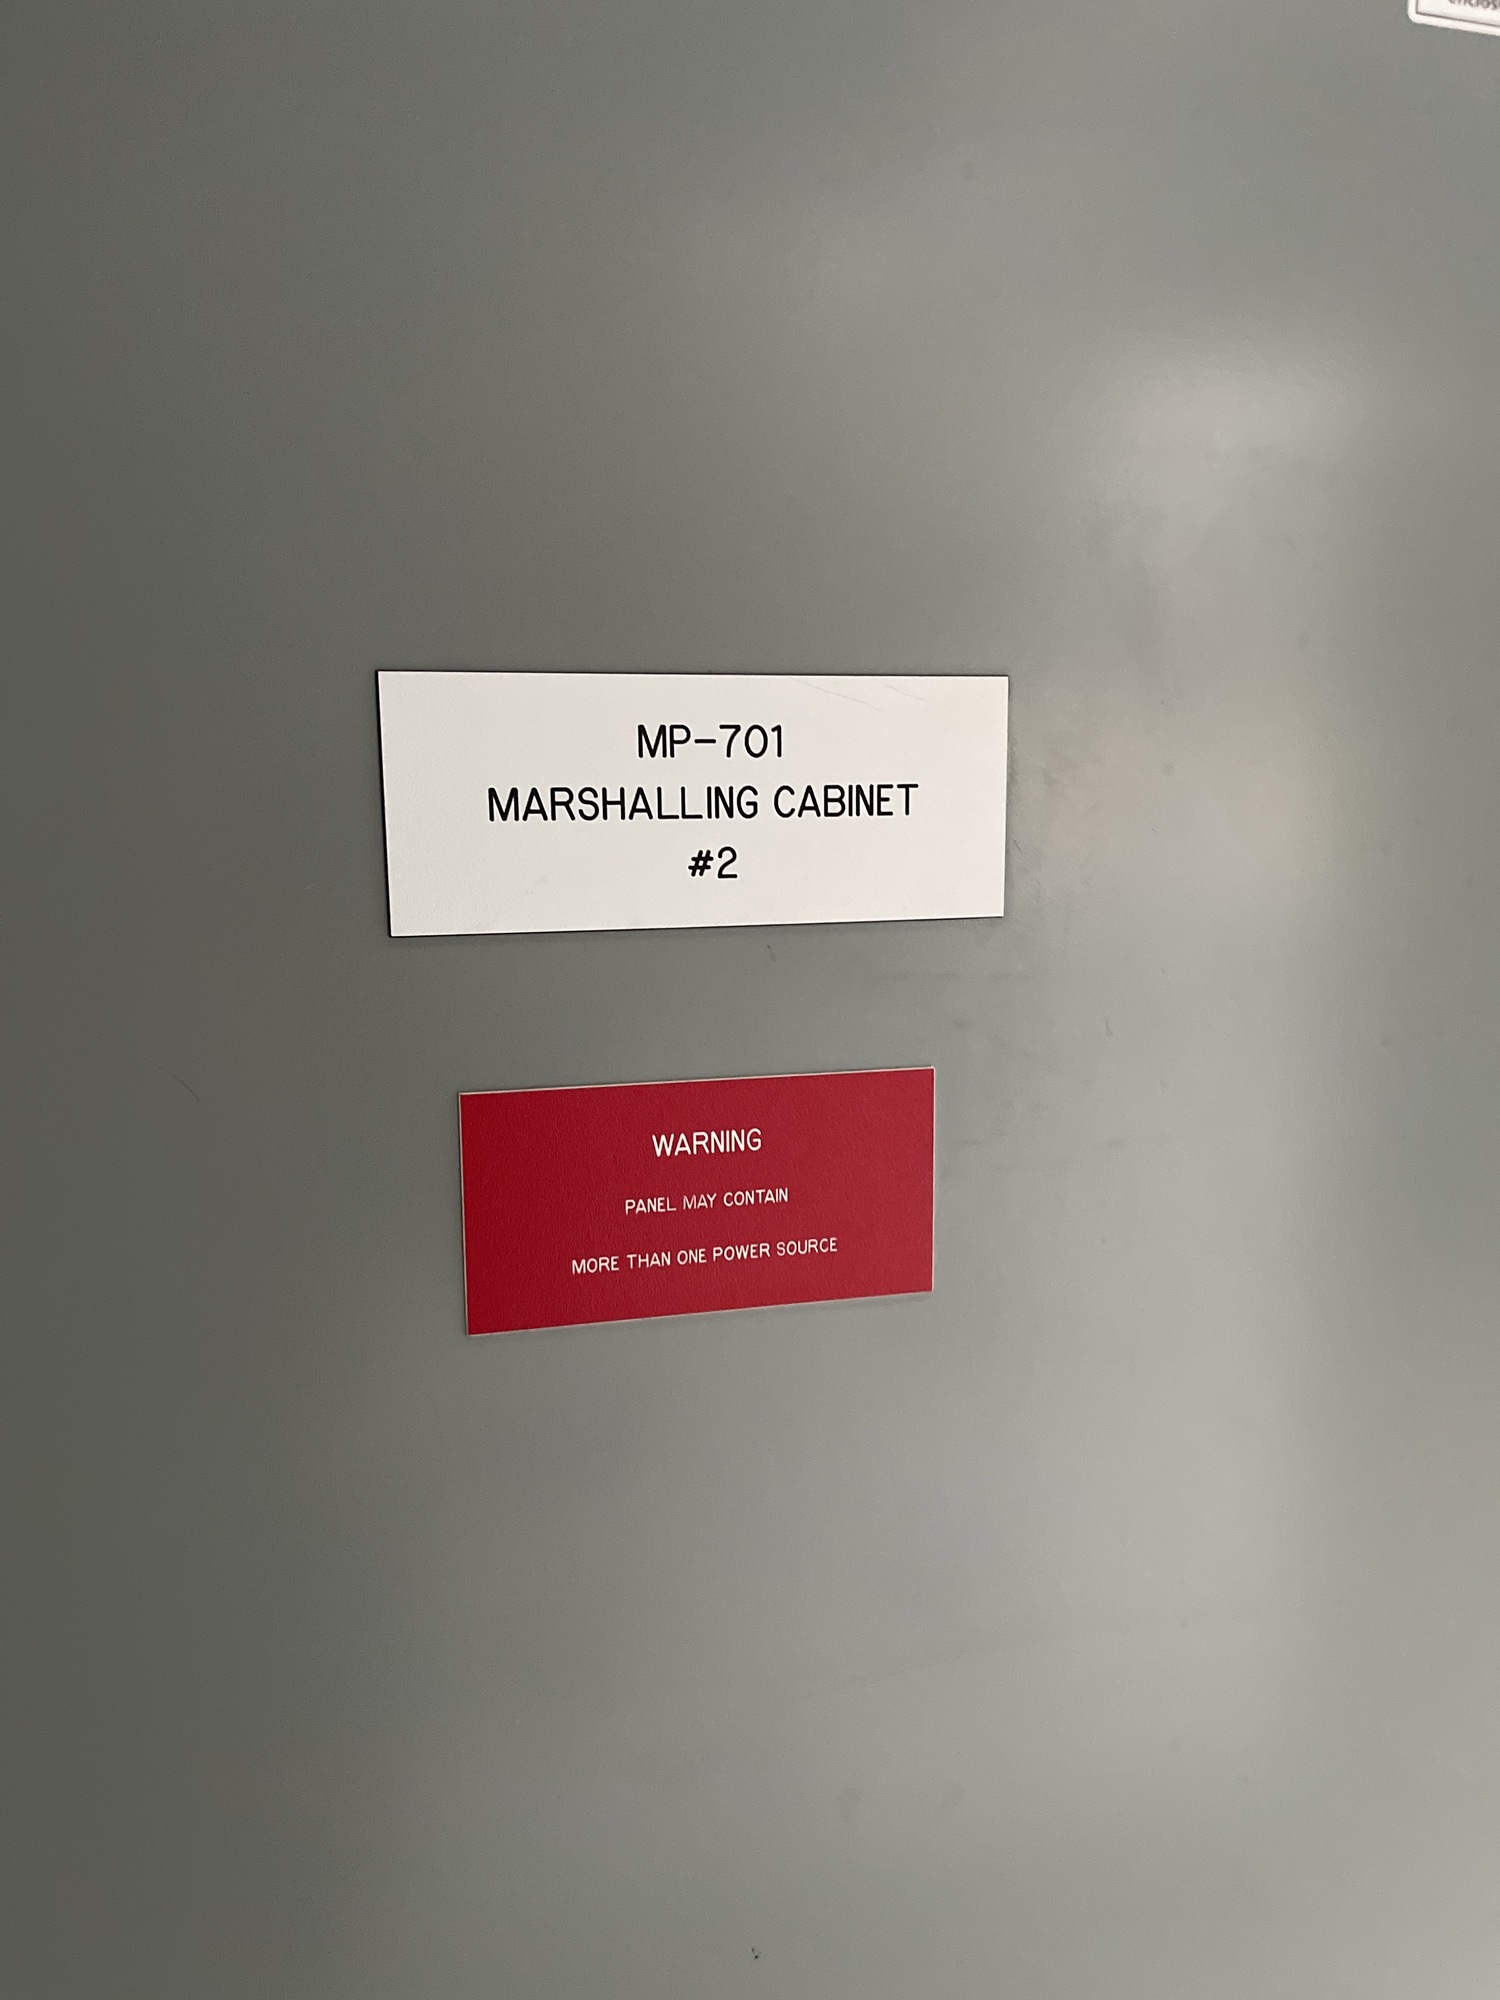 MP-701
MARSHALLING CABINET
#2
WARNING
PANEL MAY CONTAIN
MORE THAN ONE POWER SOURCE